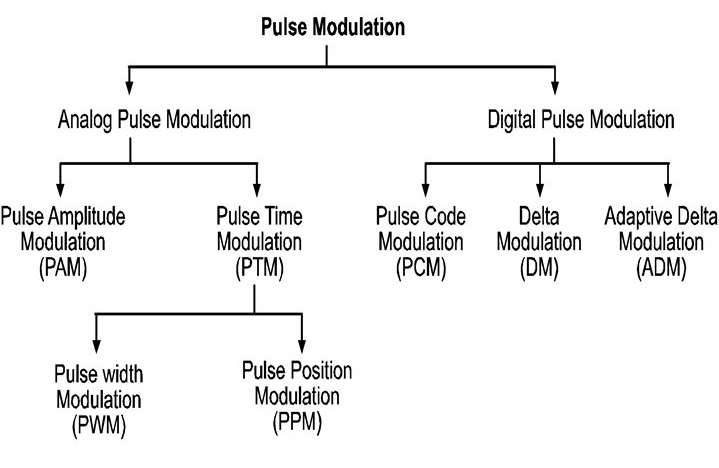 Pulse Modulation
Analog Pulse Modulation
Digital Pulse Modulation
Pulse Amplitude
Modulation
(PAM)
Pulse Time
Modulation
(PTM)
Pulse Code
Modulation
(PCM)
Delta
Modulation
(DM)
Adaptive Delta
Modulation
(ADM)
Pulse width
Modulation
(PWM)
Pulse Position
Modulation
(PPM)